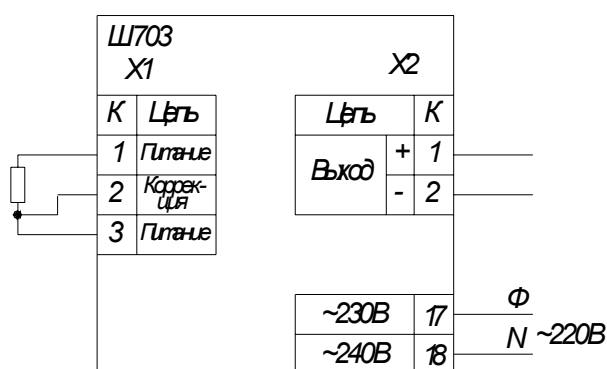 Ш703
X1 X2
К Цепь Цепь К
1 Питание
2 Коррек-
ция
3 Питание
Выход + 1
- 2
~230В 17 Ф
~240В 18 N ~220В